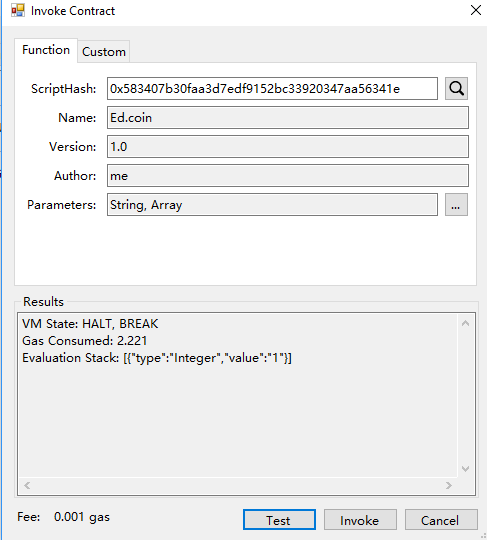 Invoke Contract
Function Custom
ScriptHash: 0x583407b30faa3d7edf9152bc33920347aa56341e
Name: Ed.coin
Version: 1.0
Author: me
Parameters: String, Array ...
Results
VM State: HALT, BREAK
Gas Consumed: 2.221
Evaluation Stack: [{"type":"Integer","value":"1"}]
Fee: 0.001 gas Test Invoke Cancel